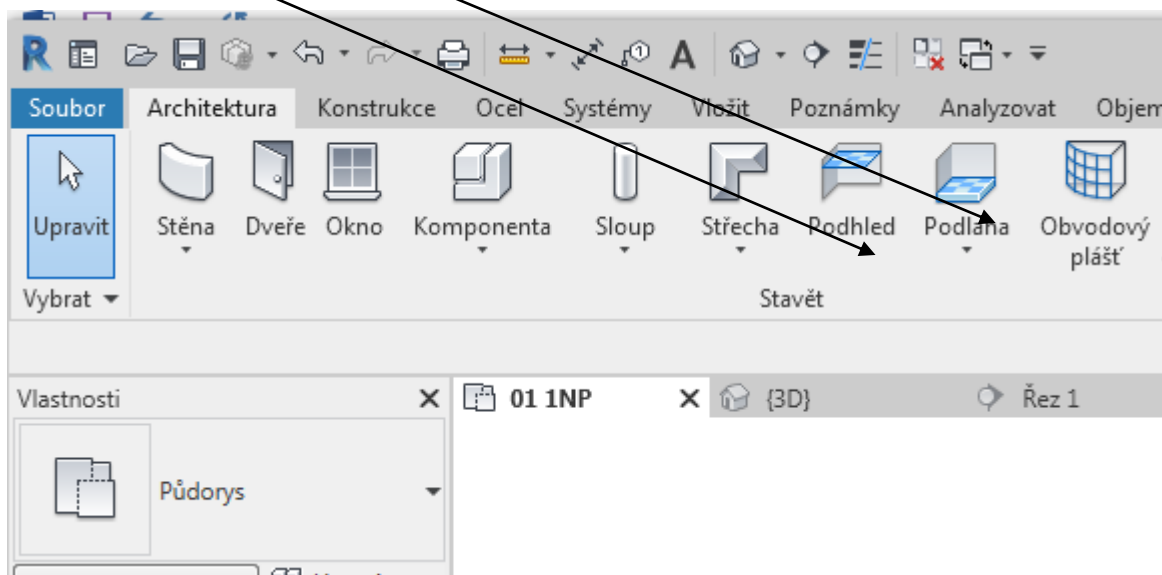 Soubor Architektura Konstrukce Ocel Systémy Vložit Poznámky Analyzovat Objem
Upravit Stěna Dveře Okno Komponenta Sloup Střecha Podhled Podlaha Obvodový
plášť
Vybrat Stavět
Vlastnosti 01 1NP {3D} Řez 1
Půdorys